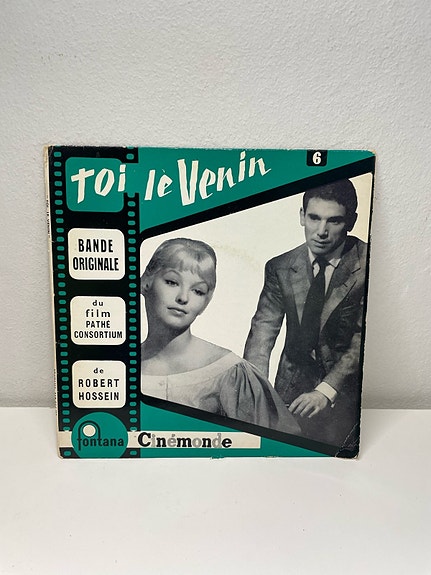 toi le Venin
6
BANDE
ORIGINALE
du
film
PATHÉ
CONSORTIUM
de
ROBERT
HOSSEIN
fontana
Cinémonde